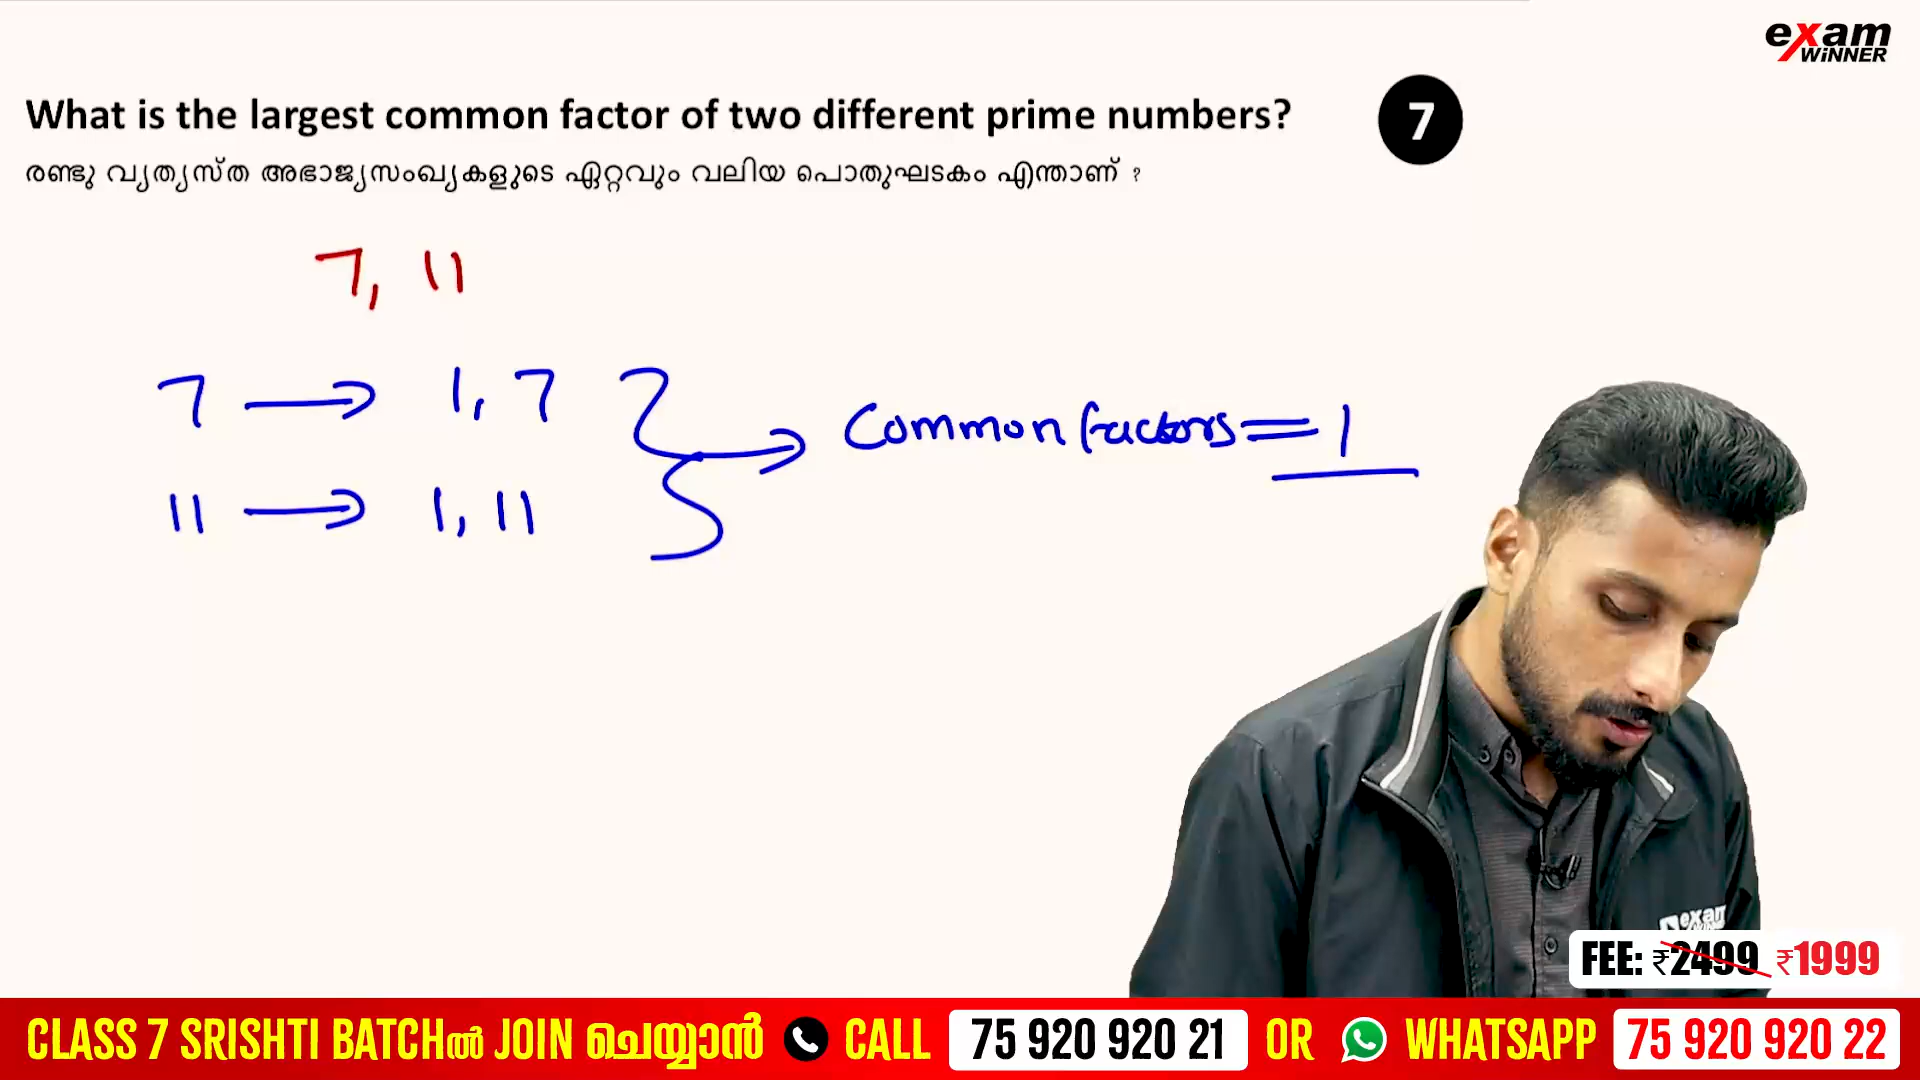 exam
WiNNER
What is the largest common factor of two different prime numbers?
7
രണ്ടു വ്യത്യസ്ത അഭാജ്യസംഖ്യകളുടെ ഏറ്റവും വലിയ പൊതുഘടകം എന്താണ് ?
7, 11
7 → 1, 7
Common factors = 1
11 → 1, 11
exam
FEE: ₹2499 ₹1999
CLASS 7 SRISHTI BATCHൽ JOIN ചെയ്യാൻ CALL 75 920 920 21 OR WHATSAPP 75 920 920 22